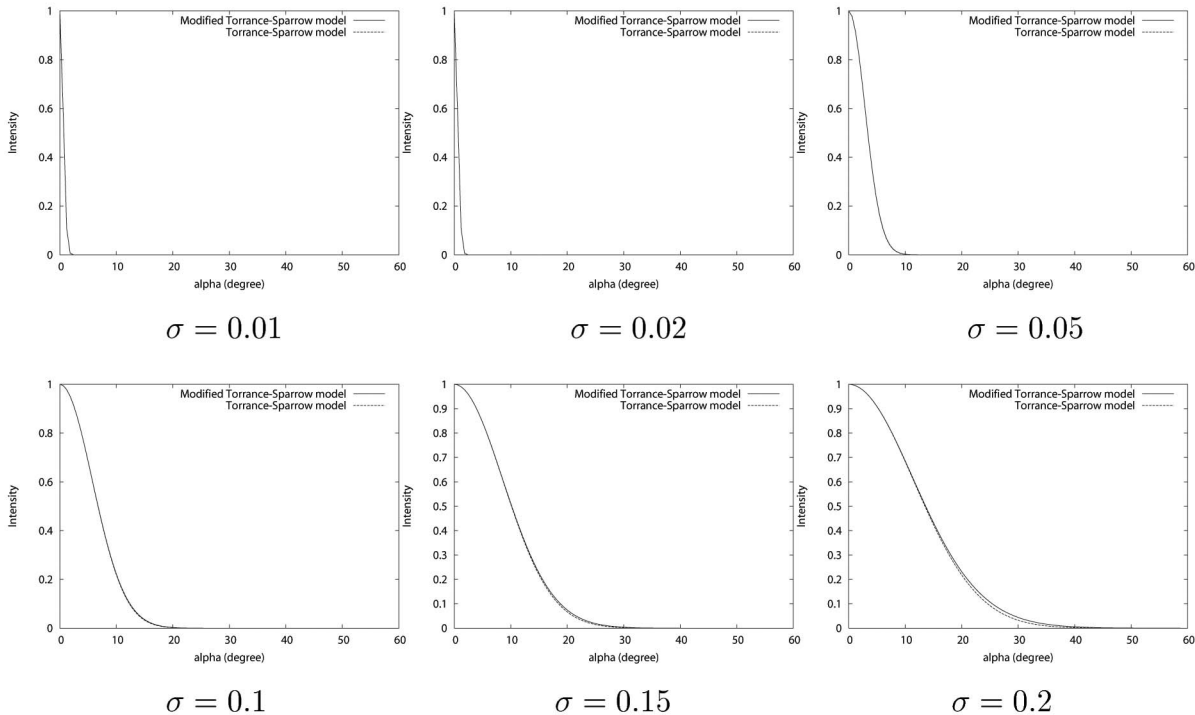 Modified Torrance-Sparrow model
Torrance-Sparrow model
1
0.8
0.6
0.4
0.2
0
Intensity
0 10 20 30 40 50 60
alpha (degree)
σ = 0.01
Modified Torrance-Sparrow model
Torrance-Sparrow model
1
0.8
0.6
0.4
0.2
0
Intensity
0 10 20 30 40 50 60
alpha (degree)
σ = 0.02
Modified Torrance-Sparrow model
Torrance-Sparrow model
1
0.8
0.6
0.4
0.2
0
Intensity
0 10 20 30 40 50 60
alpha (degree)
σ = 0.05
Modified Torrance-Sparrow model
Torrance-Sparrow model
1
0.8
0.6
0.4
0.2
0
Intensity
0 10 20 30 40 50 60
alpha (degree)
σ = 0.1
Modified Torrance-Sparrow model
Torrance-Sparrow model
1
0.9
0.8
0.7
0.6
0.5
0.4
0.3
0.2
0.1
0
Intensity
0 10 20 30 40 50 60
alpha (degree)
σ = 0.15
Modified Torrance-Sparrow model
Torrance-Sparrow model
1
0.9
0.8
0.7
0.6
0.5
0.4
0.3
0.2
0.1
0
Intensity
0 10 20 30 40 50 60
alpha (degree)
σ = 0.2